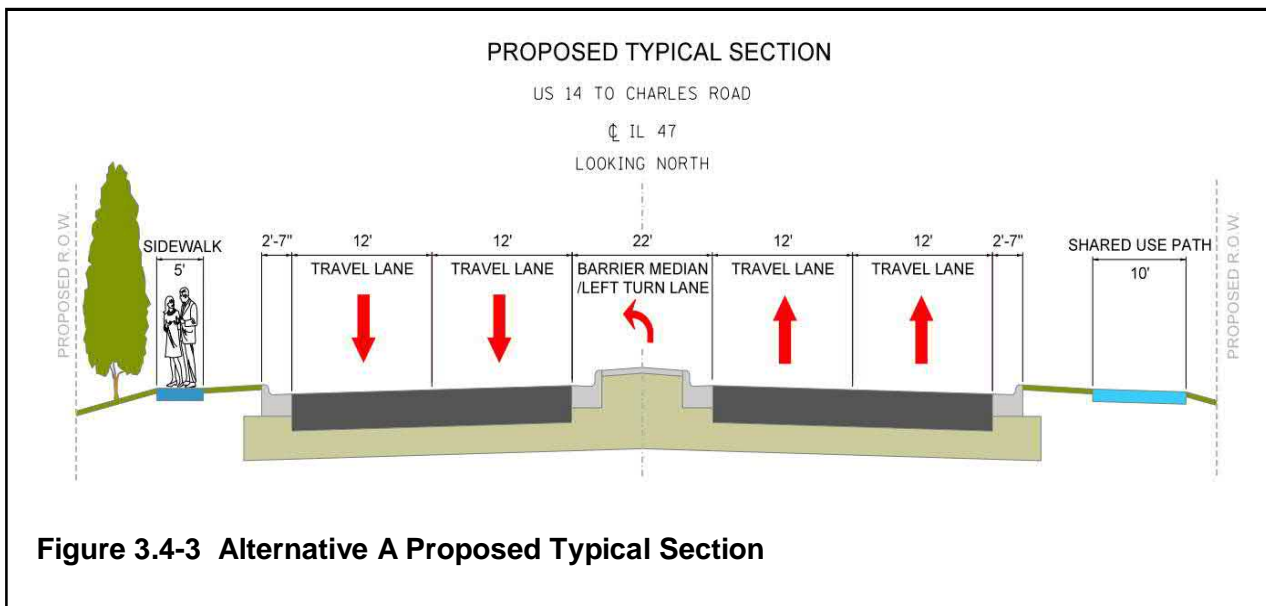 PROPOSED TYPICAL SECTION
US 14 TO CHARLES ROAD
℄ IL 47
LOOKING NORTH
PROPOSED R.O.W.
SIDEWALK
5'
2'-7"
12'
TRAVEL LANE
12'
TRAVEL LANE
22'
BARRIER MEDIAN
/LEFT TURN LANE
12'
TRAVEL LANE
12'
TRAVEL LANE
2'-7"
SHARED USE PATH
10'
PROPOSED R.O.W.
Figure 3.4-3 Alternative A Proposed Typical Section